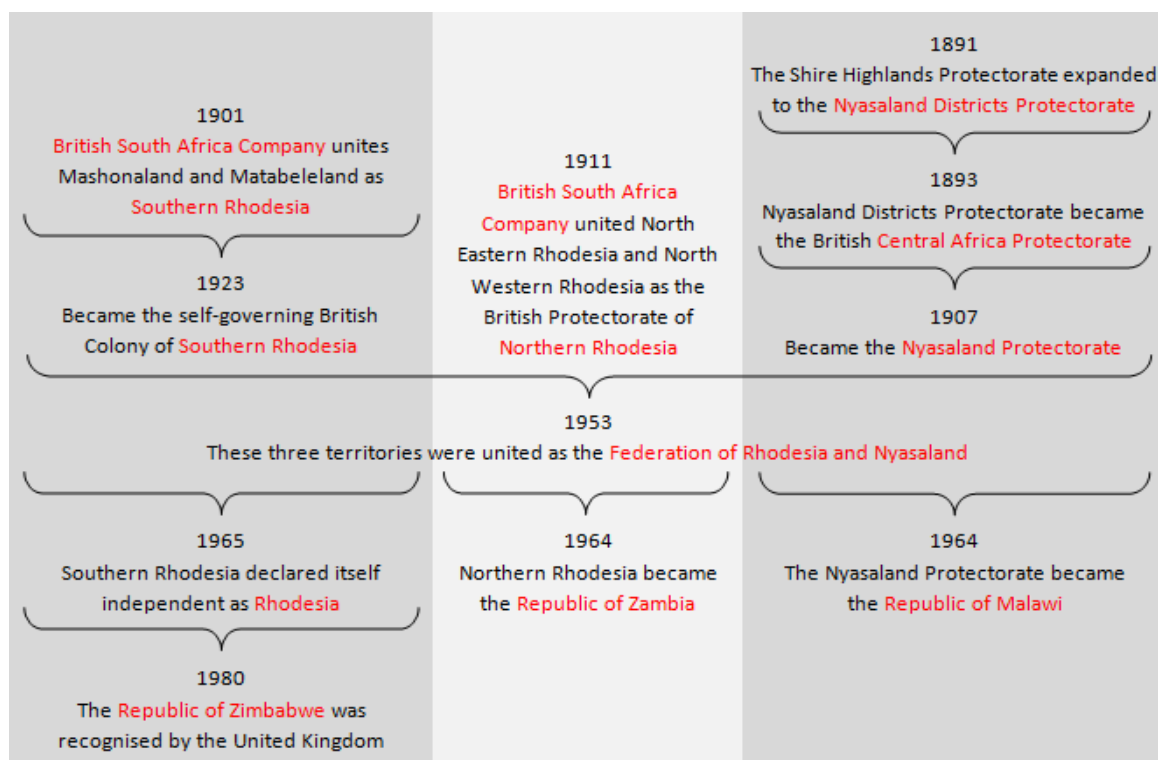 1901
British South Africa Company unites
Mashonaland and Matabeleland as
Southern Rhodesia
1923
Became the self-governing British
Colony of Southern Rhodesia
1911
British South Africa
Company united North
Eastern Rhodesia and North
Western Rhodesia as the
British Protectorate of
Northern Rhodesia
1891
The Shire Highlands Protectorate expanded
to the Nyasaland Districts Protectorate
1893
Nyasaland Districts Protectorate became
the British Central Africa Protectorate
1907
Became the Nyasaland Protectorate
1953
These three territories were united as the Federation of Rhodesia and Nyasaland
1965
Southern Rhodesia declared itself
independent as Rhodesia
1980
The Republic of Zimbabwe was
recognised by the United Kingdom
1964
Northern Rhodesia became
the Republic of Zambia
1964
The Nyasaland Protectorate became
the Republic of Malawi